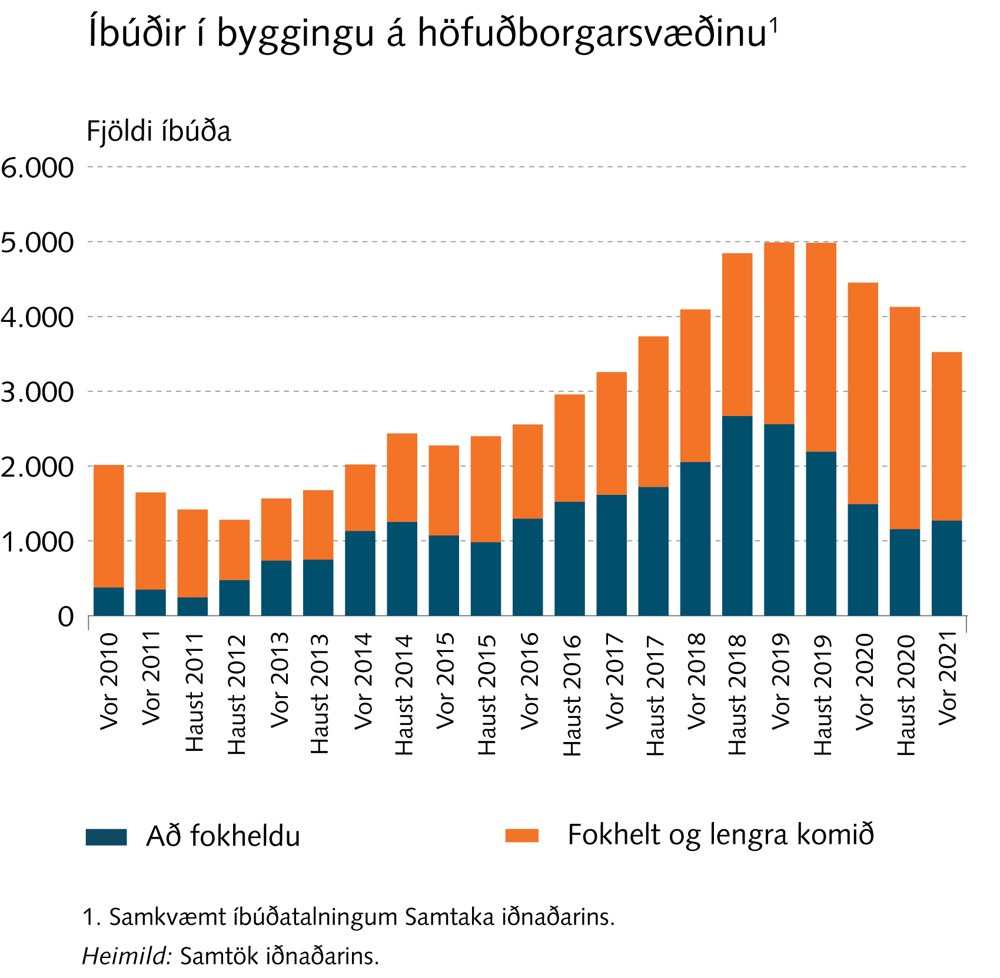 Íbúðir í byggingu á höfuðborgarsvæðinu¹
Fjöldi íbúða
6.000
5.000
4.000
3.000
2.000
1.000
0
Vor 2010
Vor 2011
Haust 2011
Haust 2012
Vor 2013
Haust 2013
Vor 2014
Haust 2014
Vor 2015
Haust 2015
Vor 2016
Haust 2016
Vor 2017
Haust 2017
Vor 2018
Haust 2018
Vor 2019
Haust 2019
Vor 2020
Haust 2020
Vor 2021
Að fokheldu
Fokhelt og lengra komið
1. Samkvæmt íbúðatalningum Samtaka iðnaðarins.
Heimild: Samtök iðnaðarins.